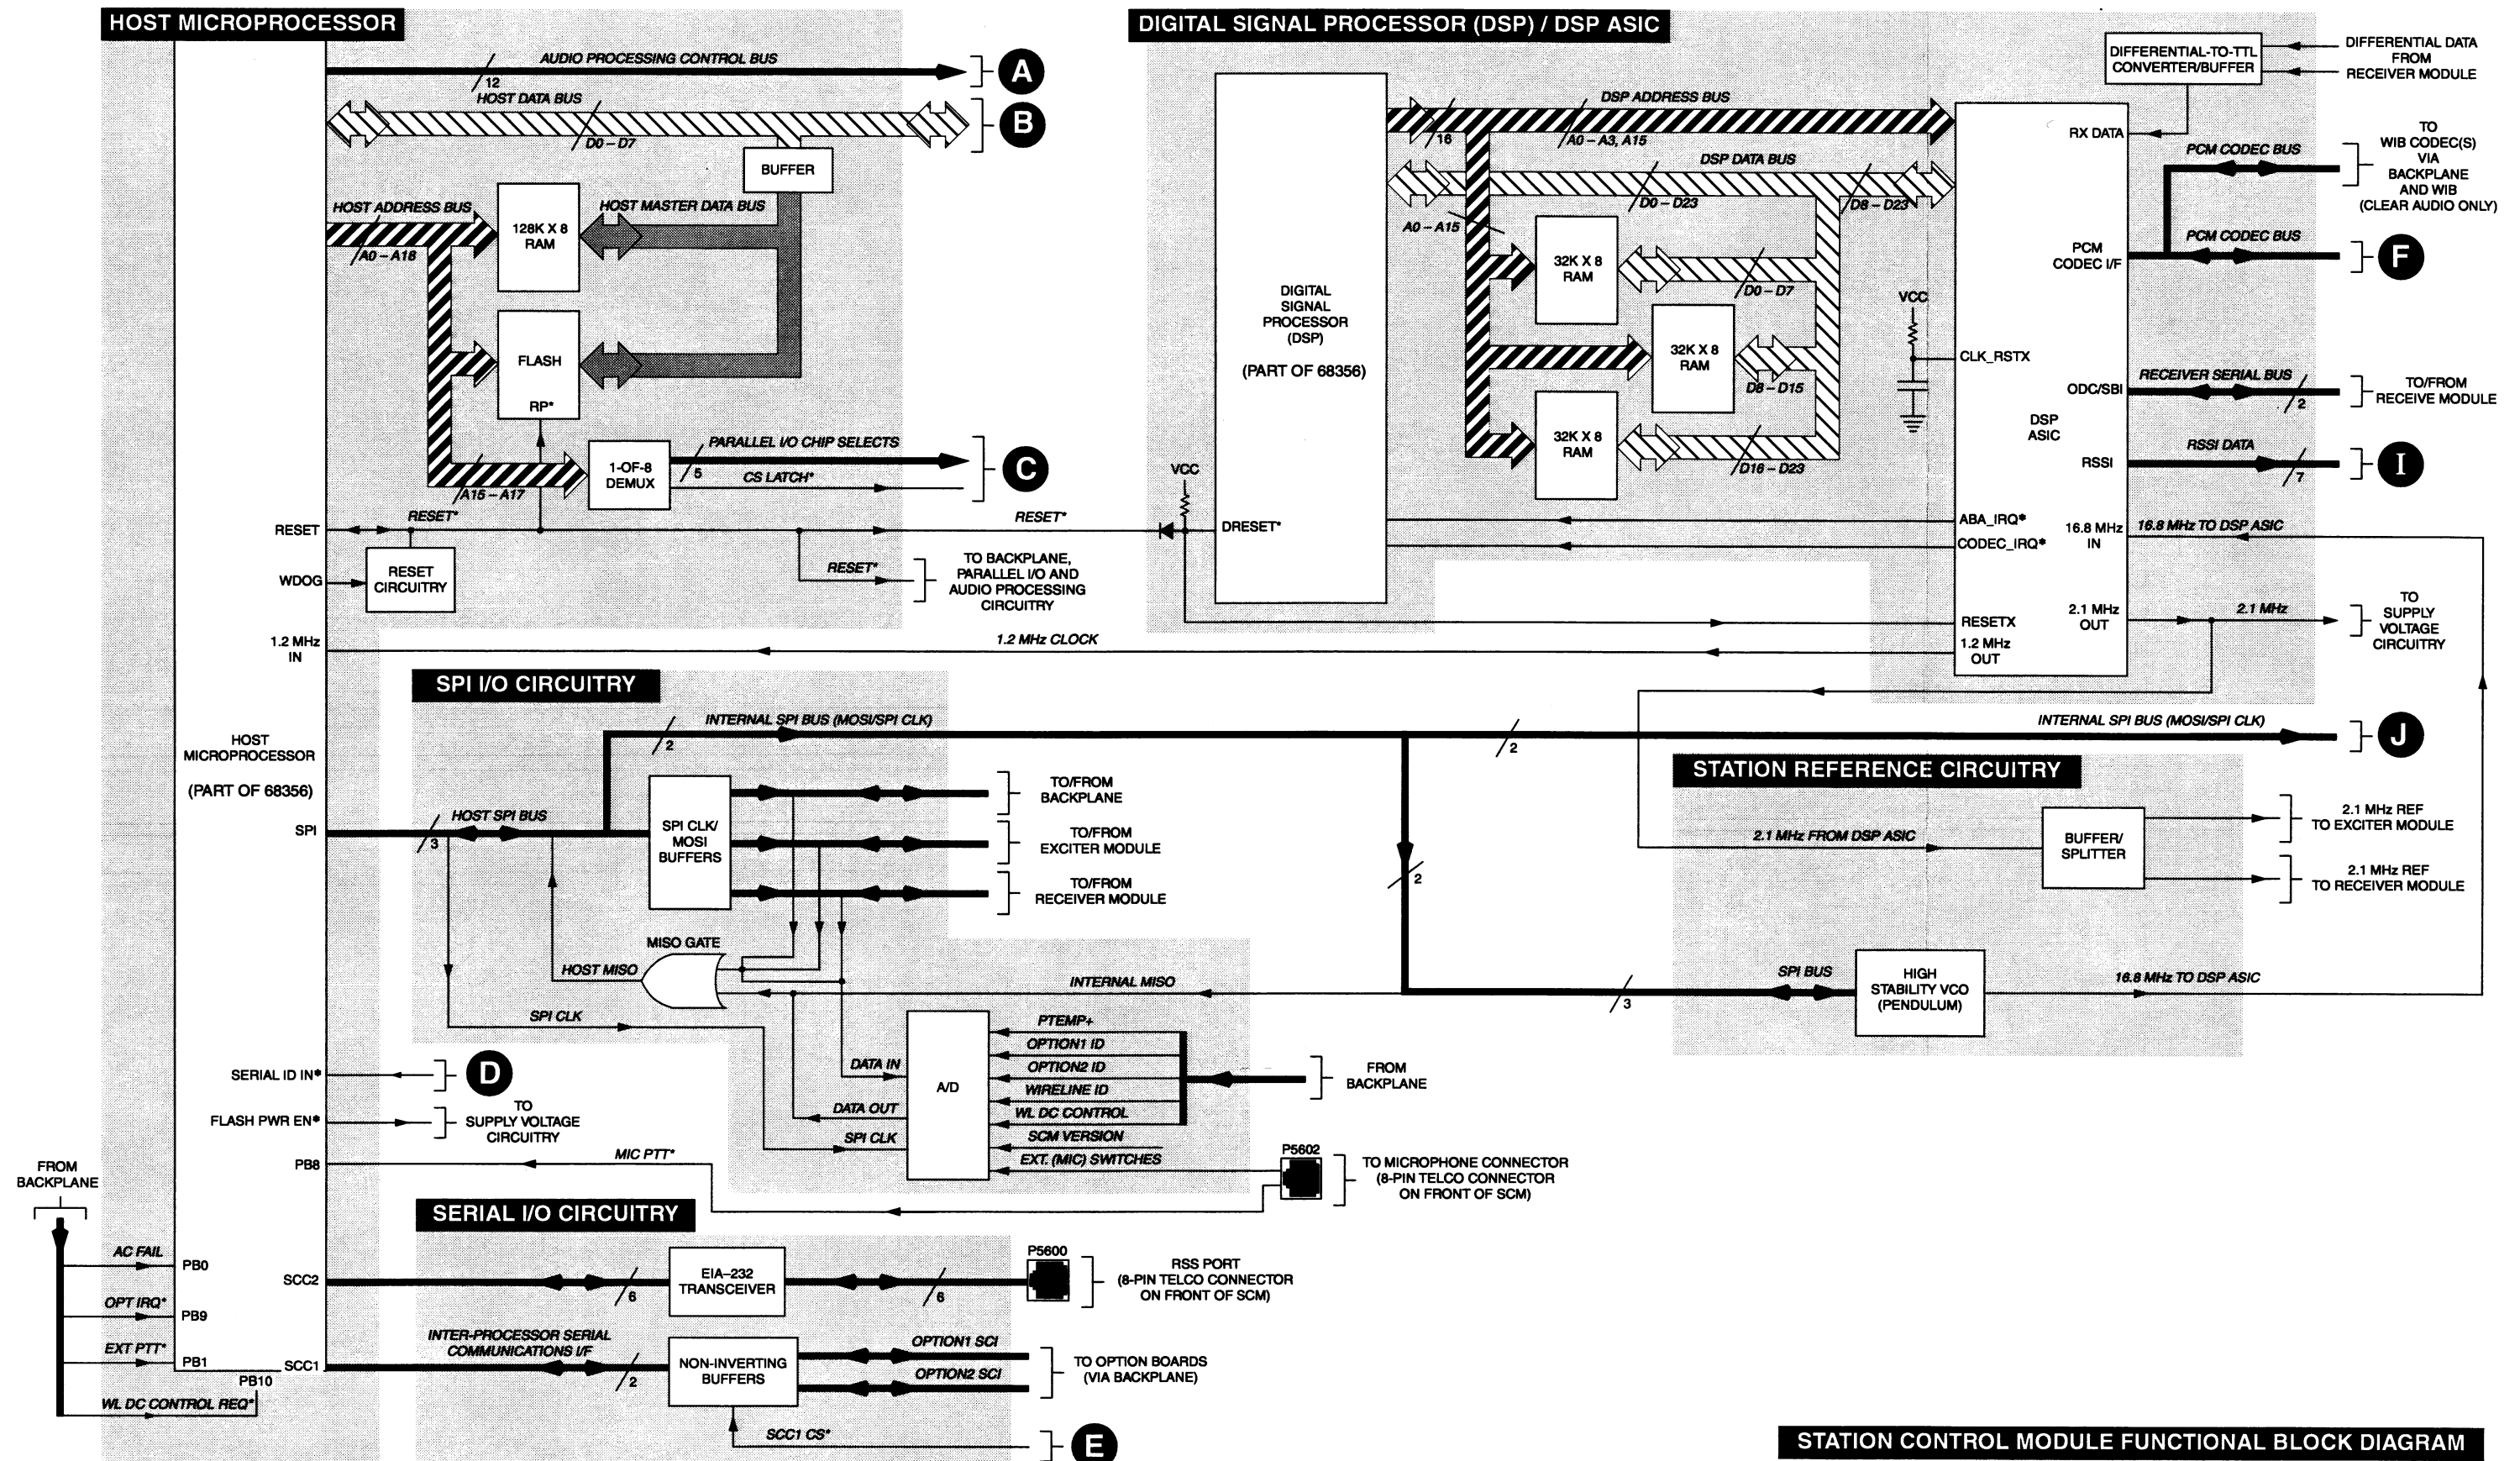 HOST MICROPROCESSOR
AUDIO PROCESSING CONTROL BUS
12
A
HOST DATA BUS
D0 – D7
B
BUFFER
HOST ADDRESS BUS
A0 – A18
128K X 8
RAM
HOST MASTER DATA BUS
FLASH
RP*
1-OF-8
DEMUX
A15 – A17
PARALLEL I/O CHIP SELECTS
5
CS LATCH*
C
RESET
RESET*
RESET*
WDOG
RESET
CIRCUITRY
RESET*
TO BACKPLANE,
PARALLEL I/O AND
AUDIO PROCESSING
CIRCUITRY
1.2 MHz
IN
1.2 MHz CLOCK
HOST
MICROPROCESSOR
(PART OF 68356)
DIGITAL SIGNAL PROCESSOR (DSP) / DSP ASIC
DIGITAL
SIGNAL
PROCESSOR
(DSP)
(PART OF 68356)
VCC
DRESET*
16
DSP ADDRESS BUS
A0 – A3, A15
DSP DATA BUS
D0 – D23
D8 – D23
A0 – A15
32K X 8
RAM
D0 – D7
32K X 8
RAM
D8 – D15
32K X 8
RAM
D16 – D23
VCC
CLK_RSTX
ABA_IRQ*
CODEC_IRQ*
RESETX
1.2 MHz
OUT
DSP
ASIC
DIFFERENTIAL-TO-TTL
CONVERTER/BUFFER
DIFFERENTIAL DATA
FROM
RECEIVER MODULE
RX DATA
PCM CODEC BUS
TO
WIB CODEC(S)
VIA
BACKPLANE
AND WIB
(CLEAR AUDIO ONLY)
PCM
CODEC I/F
PCM CODEC BUS
F
ODC/SBI
RECEIVER SERIAL BUS
2
TO/FROM
RECEIVE MODULE
RSSI
RSSI DATA
7
I
16.8 MHz
IN
16.8 MHz TO DSP ASIC
2.1 MHz
OUT
2.1 MHz
TO
SUPPLY
VOLTAGE
CIRCUITRY
SPI I/O CIRCUITRY
INTERNAL SPI BUS (MOSI/SPI CLK)
2
2
INTERNAL SPI BUS (MOSI/SPI CLK)
J
SPI
HOST SPI BUS
3
SPI CLK/
MOSI
BUFFERS
TO/FROM
BACKPLANE
TO/FROM
EXCITER MODULE
TO/FROM
RECEIVER MODULE
2
MISO GATE
HOST MISO
INTERNAL MISO
SPI CLK
DATA IN
DATA OUT
SPI CLK
A/D
PTEMP+
OPTION1 ID
OPTION2 ID
WIRELINE ID
WL DC CONTROL
SCM VERSION
EXT. (MIC) SWITCHES
FROM
BACKPLANE
P5602
TO MICROPHONE CONNECTOR
(8-PIN TELCO CONNECTOR
ON FRONT OF SCM)
STATION REFERENCE CIRCUITRY
2.1 MHz FROM DSP ASIC
BUFFER/
SPLITTER
2.1 MHz REF
TO EXCITER MODULE
2.1 MHz REF
TO RECEIVER MODULE
3
SPI BUS
HIGH
STABILITY VCO
(PENDULUM)
16.8 MHz TO DSP ASIC
SERIAL ID IN*
D
FLASH PWR EN*
TO
SUPPLY VOLTAGE
CIRCUITRY
PB8
MIC PTT*
FROM
BACKPLANE
AC FAIL
PB0
OPT IRQ*
PB9
EXT PTT*
PB1
PB10
WL DC CONTROL REQ*
SERIAL I/O CIRCUITRY
SCC2
6
EIA–232
TRANSCEIVER
6
P5600
RSS PORT
(8-PIN TELCO CONNECTOR
ON FRONT OF SCM)
SCC1
INTER-PROCESSOR SERIAL
COMMUNICATIONS I/F
2
NON-INVERTING
BUFFERS
OPTION1 SCI
OPTION2 SCI
TO OPTION BOARDS
(VIA BACKPLANE)
SCC1 CS*
E
STATION CONTROL MODULE FUNCTIONAL BLOCK DIAGRAM